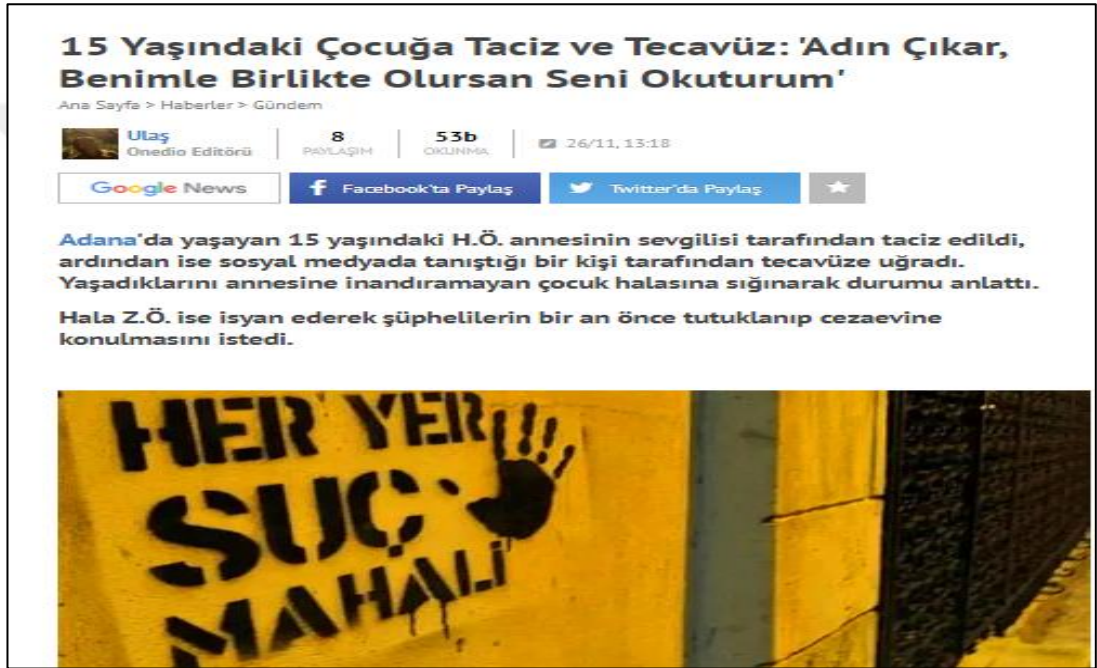 15 Yaşındaki Çocuğa Taciz ve Tecavüz: 'Adın Çıkar,
Benimle Birlikte Olursan Seni Okuturum'
Ana Sayfa > Haberler > Gündem
Ulaş
Onedio Editörü
8
PAYLAŞIM
53b
OKUNMA
26/11, 13:18
Google News
Facebook'ta Paylaş
Twitter'da Paylaş
Adana'da yaşayan 15 yaşındaki H.Ö. annesinin sevgilisi tarafından taciz edildi,
ardından ise sosyal medyada tanıştığı bir kişi tarafından tecavüze uğradı.
Yaşadıklarını annesine inandıramayan çocuk halasına sığınarak durumu anlattı.
Hala Z.Ö. ise isyan ederek şüphelilerin bir an önce tutuklanıp cezaevine
konulmasını istedi.
HER YER
SUÇ
MAHALİ